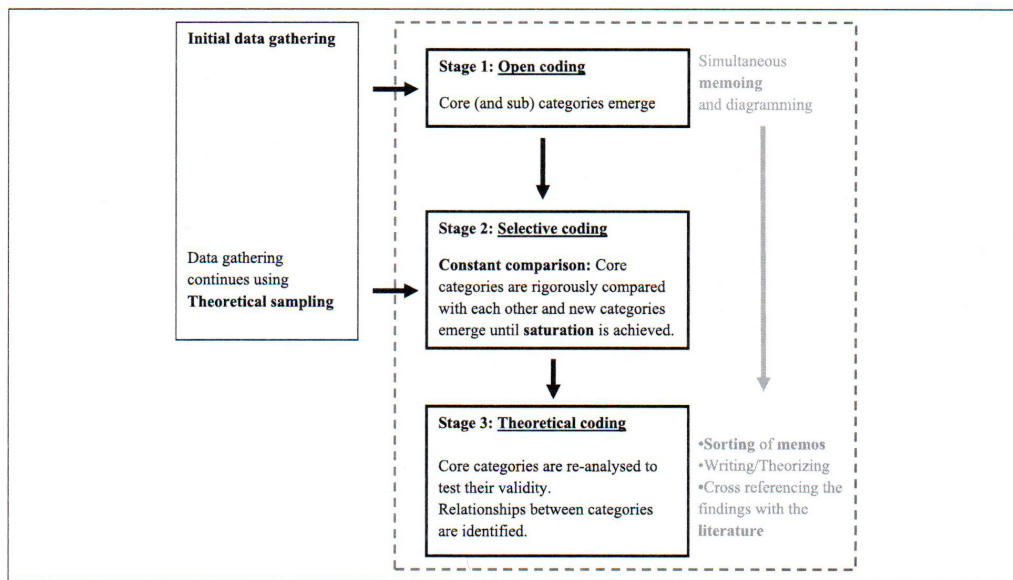 Initial data gathering
Data gathering
continues using
Theoretical sampling
Stage 1: Open coding
Core (and sub) categories emerge
Simultaneous
memoing
and diagramming
Stage 2: Selective coding
Constant comparison: Core
categories are rigorously compared
with each other and new categories
emerge until saturation is achieved.
Stage 3: Theoretical coding
Core categories are re-analysed to
test their validity.
Relationships between categories
are identified.
•Sorting of memos
•Writing/Theorizing
•Cross referencing the
findings with the
literature